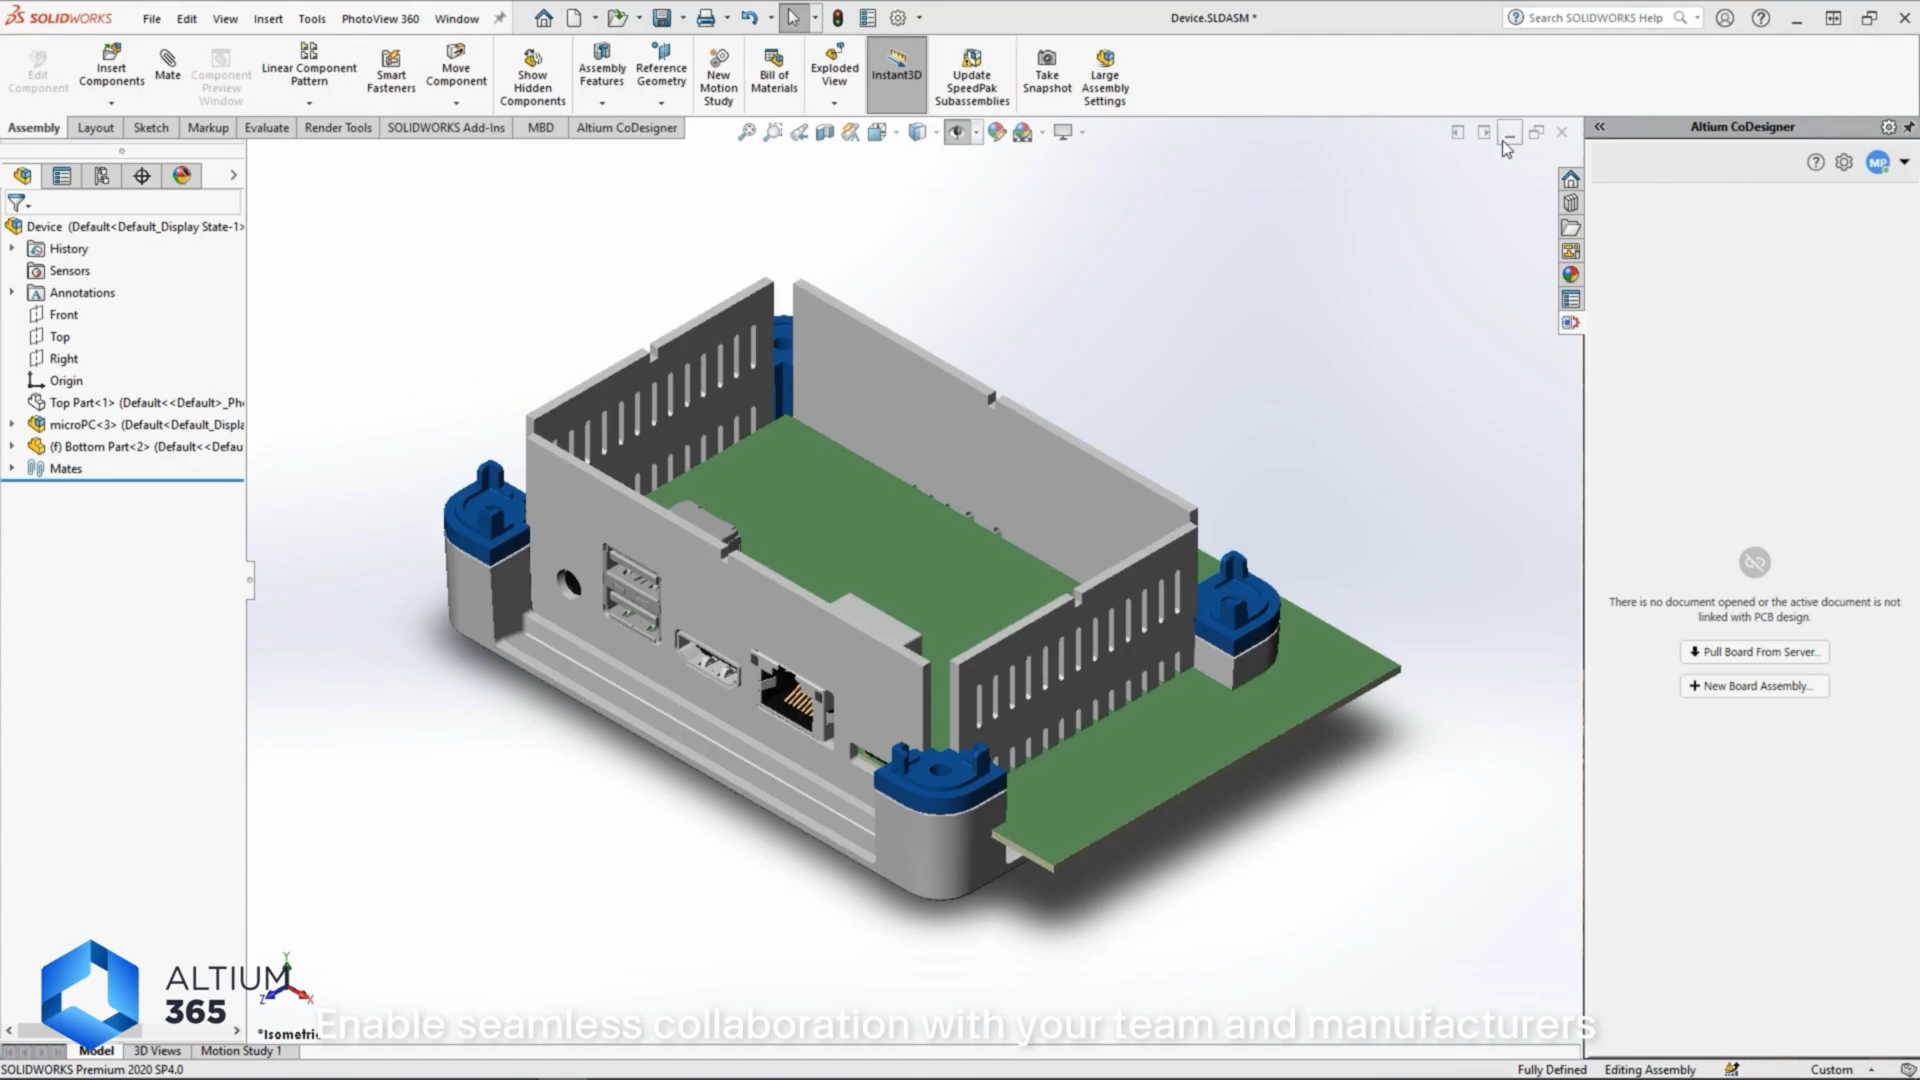 SOLIDWORKS
File Edit View Insert Tools PhotoView 360 Window
Device.SLDASM *
Search SOLIDWORKS Help
Edit Component
Insert Components
Mate
Component Preview Window
Linear Component Pattern
Smart Fasteners
Move Component
Show Hidden Components
Assembly Features
Reference Geometry
New Motion Study
Bill of Materials
Exploded View
Instant3D
Update SpeedPak Subassemblies
Take Snapshot
Large Assembly Settings
Assembly Layout Sketch Markup Evaluate Render Tools SOLIDWORKS Add-Ins MBD Altium CoDesigner
Altium CoDesigner
MP
Device (Default<Default_Display State-1>
History
Sensors
A Annotations
Front
Top
Right
Origin
Top Part<1> (Default<<Default>_Ph
microPC<3> (Default<Default_Displa
(f) Bottom Part<2> (Default<<Defau
Mates
There is no document opened or the active document is not
linked with PCB design.
Pull Board From Server...
New Board Assembly...
ALTIUM
365
Y
Z
X
*Isometric
Enable seamless collaboration with your team and manufacturers
Model 3D Views Motion Study 1
SOLIDWORKS Premium 2020 SP4.0
Fully Defined Editing Assembly Custom